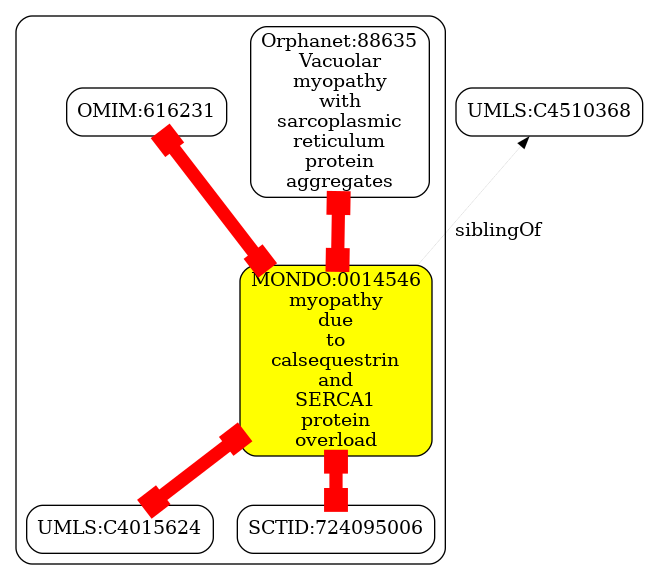 Orphanet:88635
Vacuolar
myopathy
with
sarcoplasmic
reticulum
protein
aggregates
OMIM:616231
UMLS:C4510368
siblingOf
MONDO:0014546
myopathy
due
to
calsequestrin
and
SERCA1
protein
overload
UMLS:C4015624
SCTID:724095006